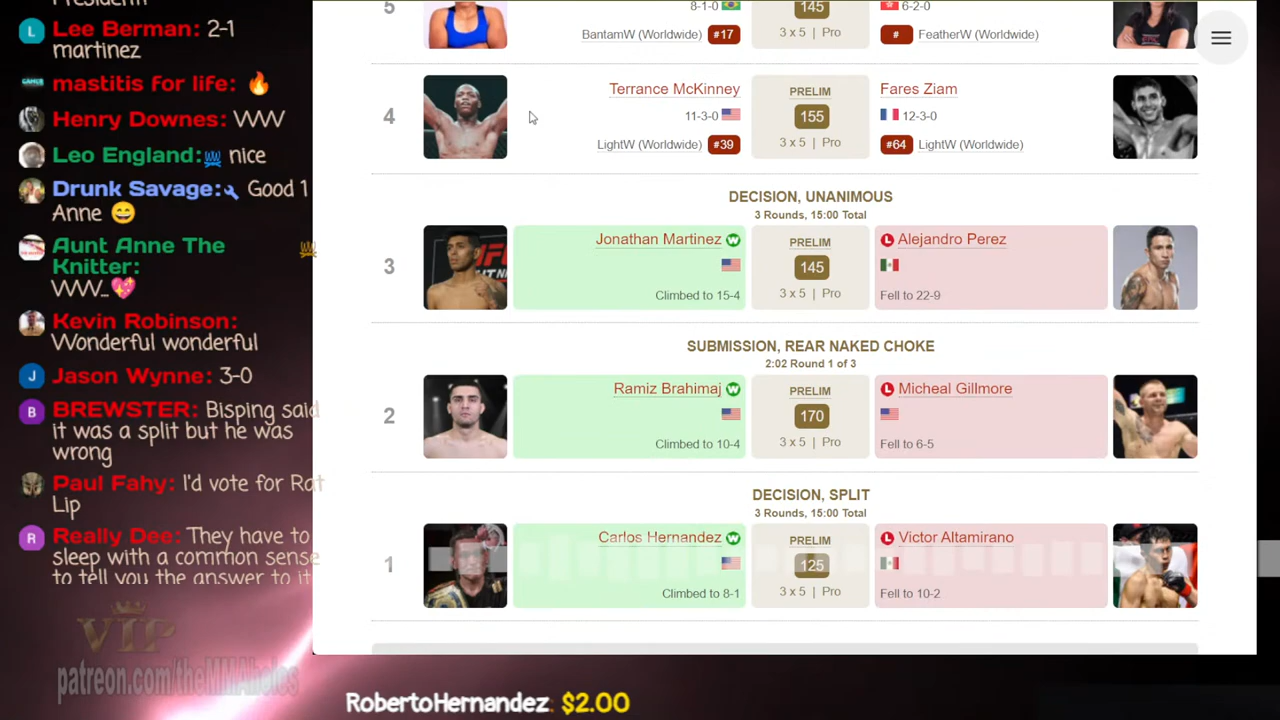 President!
Lee Berman: 2-1
martinez
mastitis for life: 🔥
Henry Downes: VVVV
Leo England: nice
Drunk Savage: Good 1
Anne 😄
Aunt Anne The
Knitter:
VVV...💖
Kevin Robinson:
Wonderful wonderful
Jason Wynne: 3-0
BREWSTER: Bisping said
it was a split but he was
wrong
Paul Fahy: I'd vote for Rat
Lip
Really Dee: They have to
sleep with a common sense
to tell you the answer to it
VIP
patreon.com/theMMAholics
5
8-1-0
145
6-2-0
BantamW (Worldwide) #17
3 x 5 | Pro
# FeatherW (Worldwide)
4
Terrance McKinney
PRELIM
Fares Ziam
11-3-0
155
12-3-0
LightW (Worldwide) #39
3 x 5 | Pro
#64 LightW (Worldwide)
DECISION, UNANIMOUS
3 Rounds, 15:00 Total
3
Jonathan Martinez W
PRELIM
L Alejandro Perez
145
Climbed to 15-4
3 x 5 | Pro
Fell to 22-9
SUBMISSION, REAR NAKED CHOKE
2:02 Round 1 of 3
2
Ramiz Brahimaj W
PRELIM
L Micheal Gillmore
170
Climbed to 10-4
3 x 5 | Pro
Fell to 6-5
DECISION, SPLIT
3 Rounds, 15:00 Total
1
Carlos Hernandez W
PRELIM
L Victor Altamirano
125
Climbed to 8-1
3 x 5 | Pro
Fell to 10-2
RobertoHernandez: $2.00